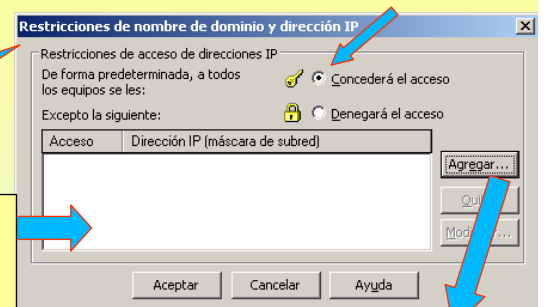 Restricciones de nombre de dominio y dirección IP
Restricciones de acceso de direcciones IP
De forma predeterminada, a todos
los equipos se les:
Concederá el acceso
Excepto la siguiente:
Denegará el acceso
Acceso Dirección IP (máscara de subred)
Agregar...
Aceptar Cancelar Ayuda